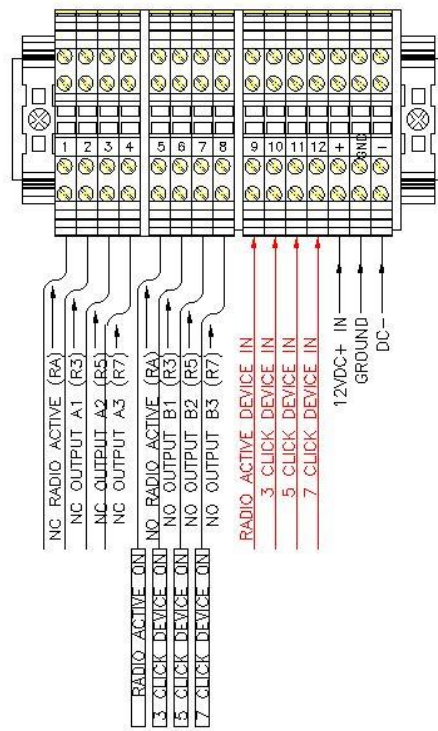 1 2 3 4 5 6 7 8 9 10 11 12 + GND -
NC RADIO ACTIVE (RA)
NC OUTPUT A1 (R3)
NC OUTPUT A2 (R5)
NC OUTPUT A3 (R7)
NO RADIO ACTIVE (RA)
NO OUTPUT B1 (R3)
NO OUTPUT B2 (R5)
NO OUTPUT B3 (R7)
RADIO ACTIVE DEVICE IN
3 CLICK DEVICE IN
5 CLICK DEVICE IN
7 CLICK DEVICE IN
12VDC+ IN
GROUND
DC-
RADIO ACTIVE ON
3 CLICK DEVICE ON
5 CLICK DEVICE ON
7 CLICK DEVICE ON